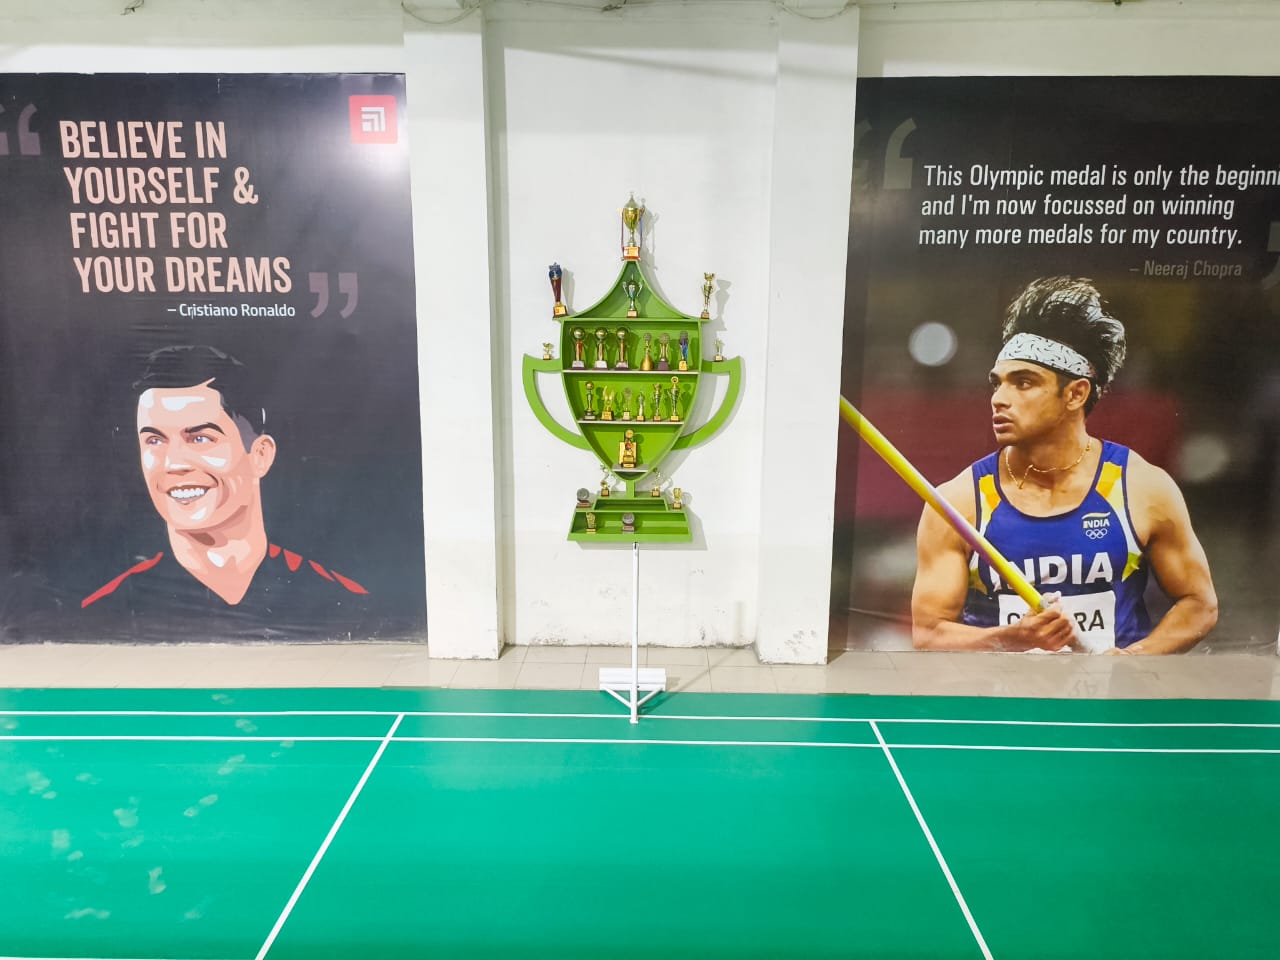 BELIEVE IN
YOURSELF &
FIGHT FOR
YOUR DREAMS
– Cristiano Ronaldo
This Olympic medal is only the beginni
and I'm now focussed on winning
many more medals for my country.
– Neeraj Chopra
INDIA
INDIA